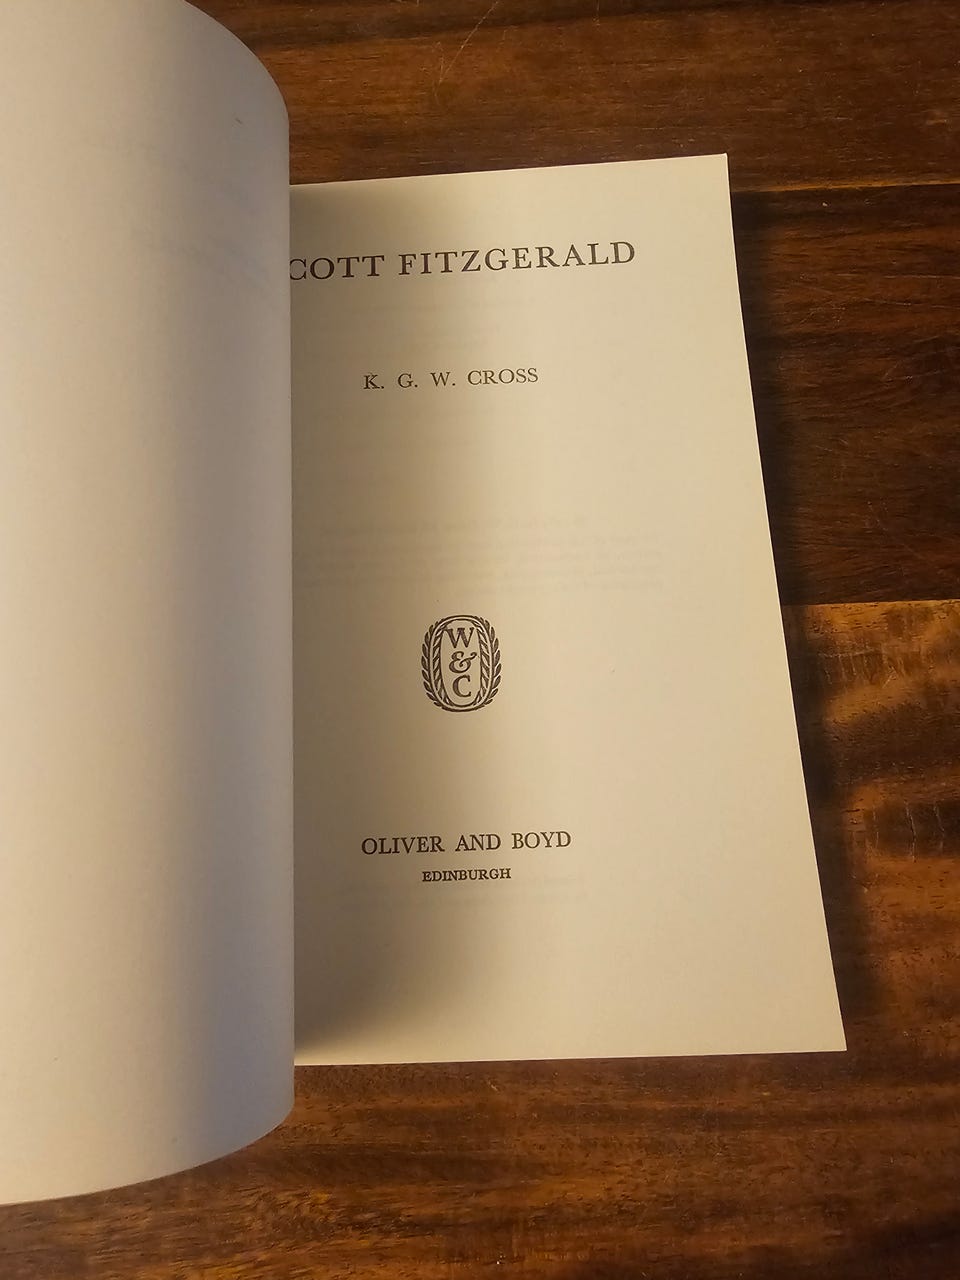 COTT FITZGERALD
K. G. W. CROSS
W
&
C
OLIVER AND BOYD
EDINBURGH